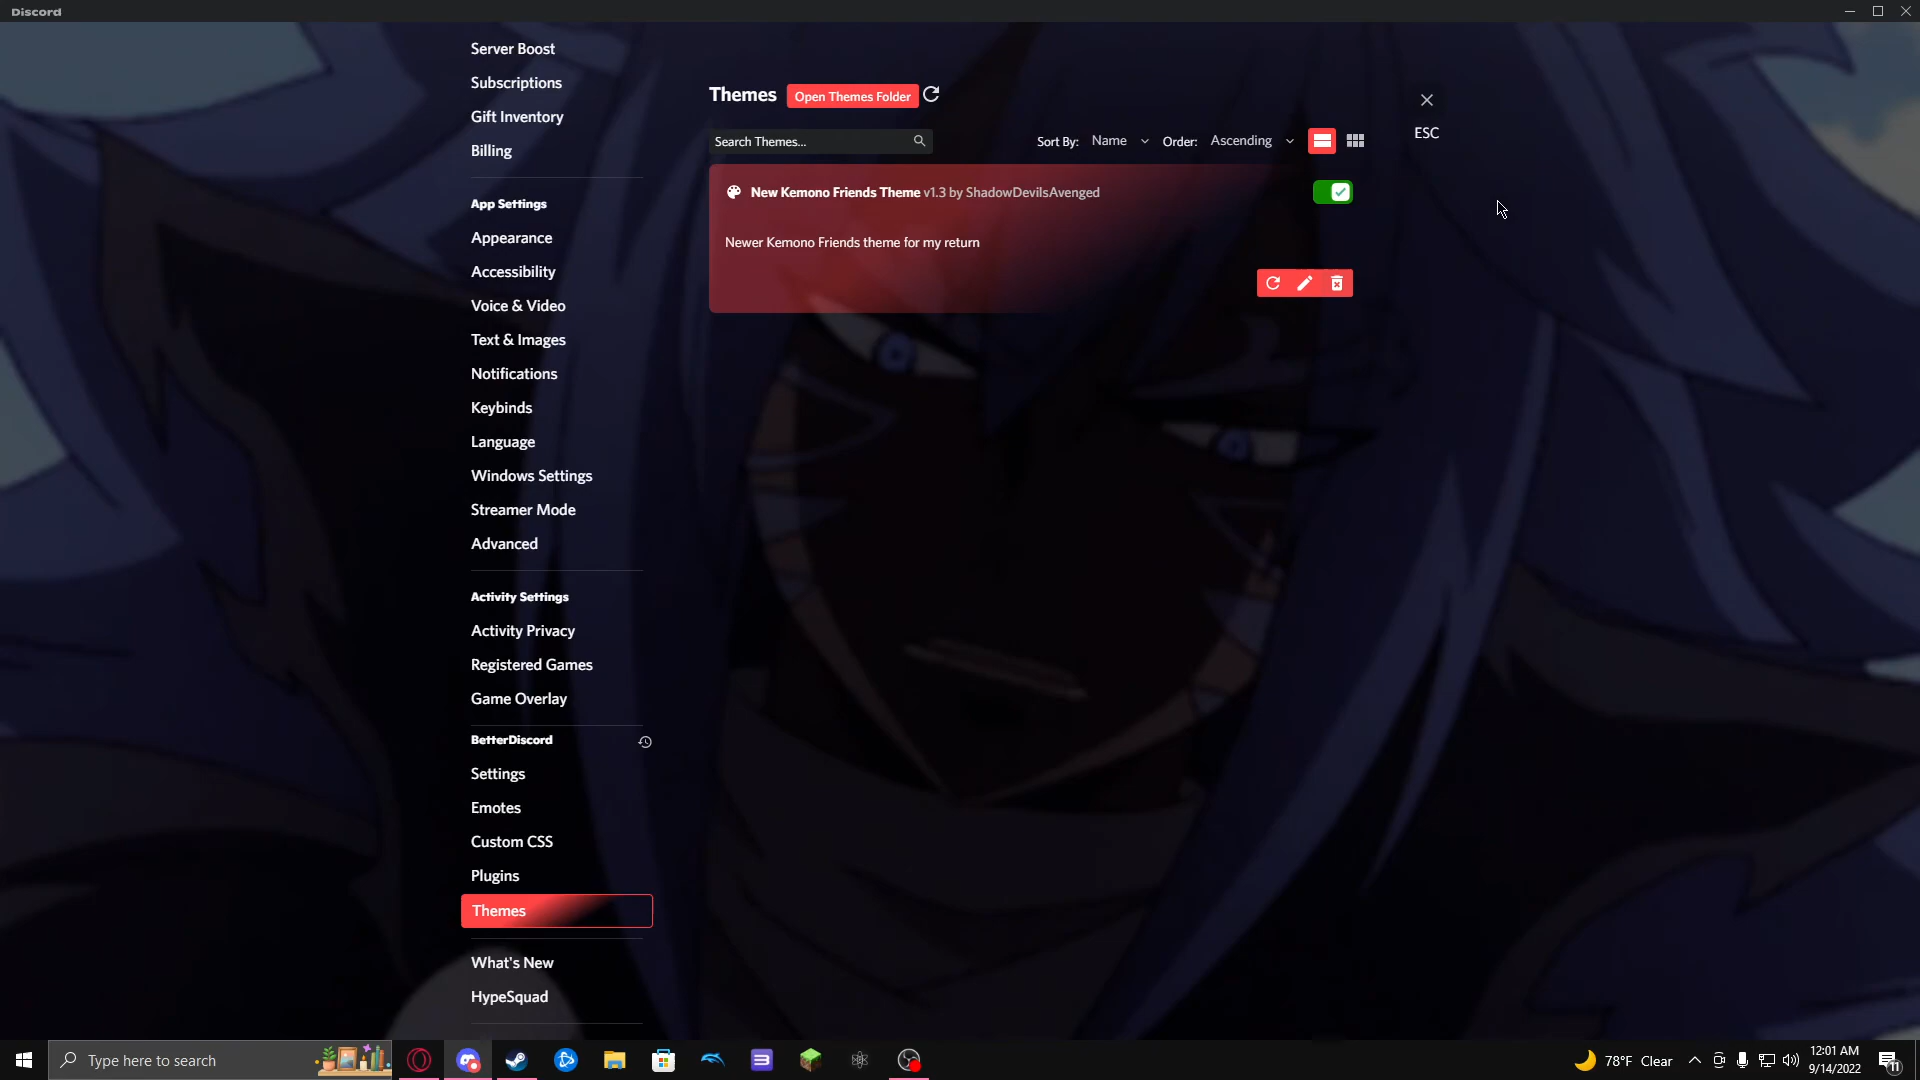 Discord
Server Boost
Subscriptions
Gift Inventory
Billing
App Settings
Appearance
Accessibility
Voice & Video
Text & Images
Notifications
Keybinds
Language
Windows Settings
Streamer Mode
Advanced
Activity Settings
Activity Privacy
Registered Games
Game Overlay
BetterDiscord
Settings
Emotes
Custom CSS
Plugins
Themes
What's New
HypeSquad
Themes Open Themes Folder
Search Themes... Sort By: Name Order: Ascending
New Kemono Friends Theme v1.3 by ShadowDevilsAvenged
Newer Kemono Friends theme for my return
ESC
Type here to search
78°F Clear
12:01 AM
9/14/2022
11